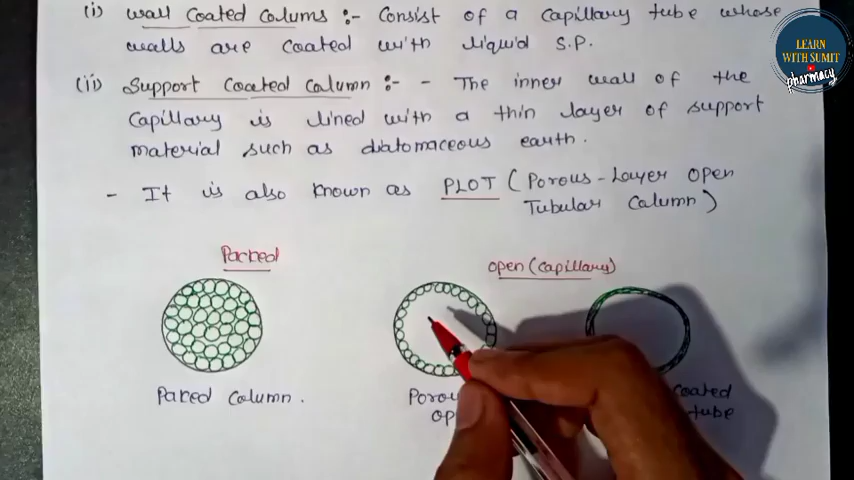 (i) Wall Coated Colums :- Consist of a Capillary tube whose
walls are coated with liquid S.P.
(ii) Support Coated Column :- - The inner wall of the
Capillary is lined with a thin layer of support
material such as diatomaceous earth.
- It is also known as PLOT (Porous-Layer Open
Tubular Column)
Packed
Open (Capillary)
Paced Column.
Coated
tube
LEARN
WITH SUMIT
pharmacy